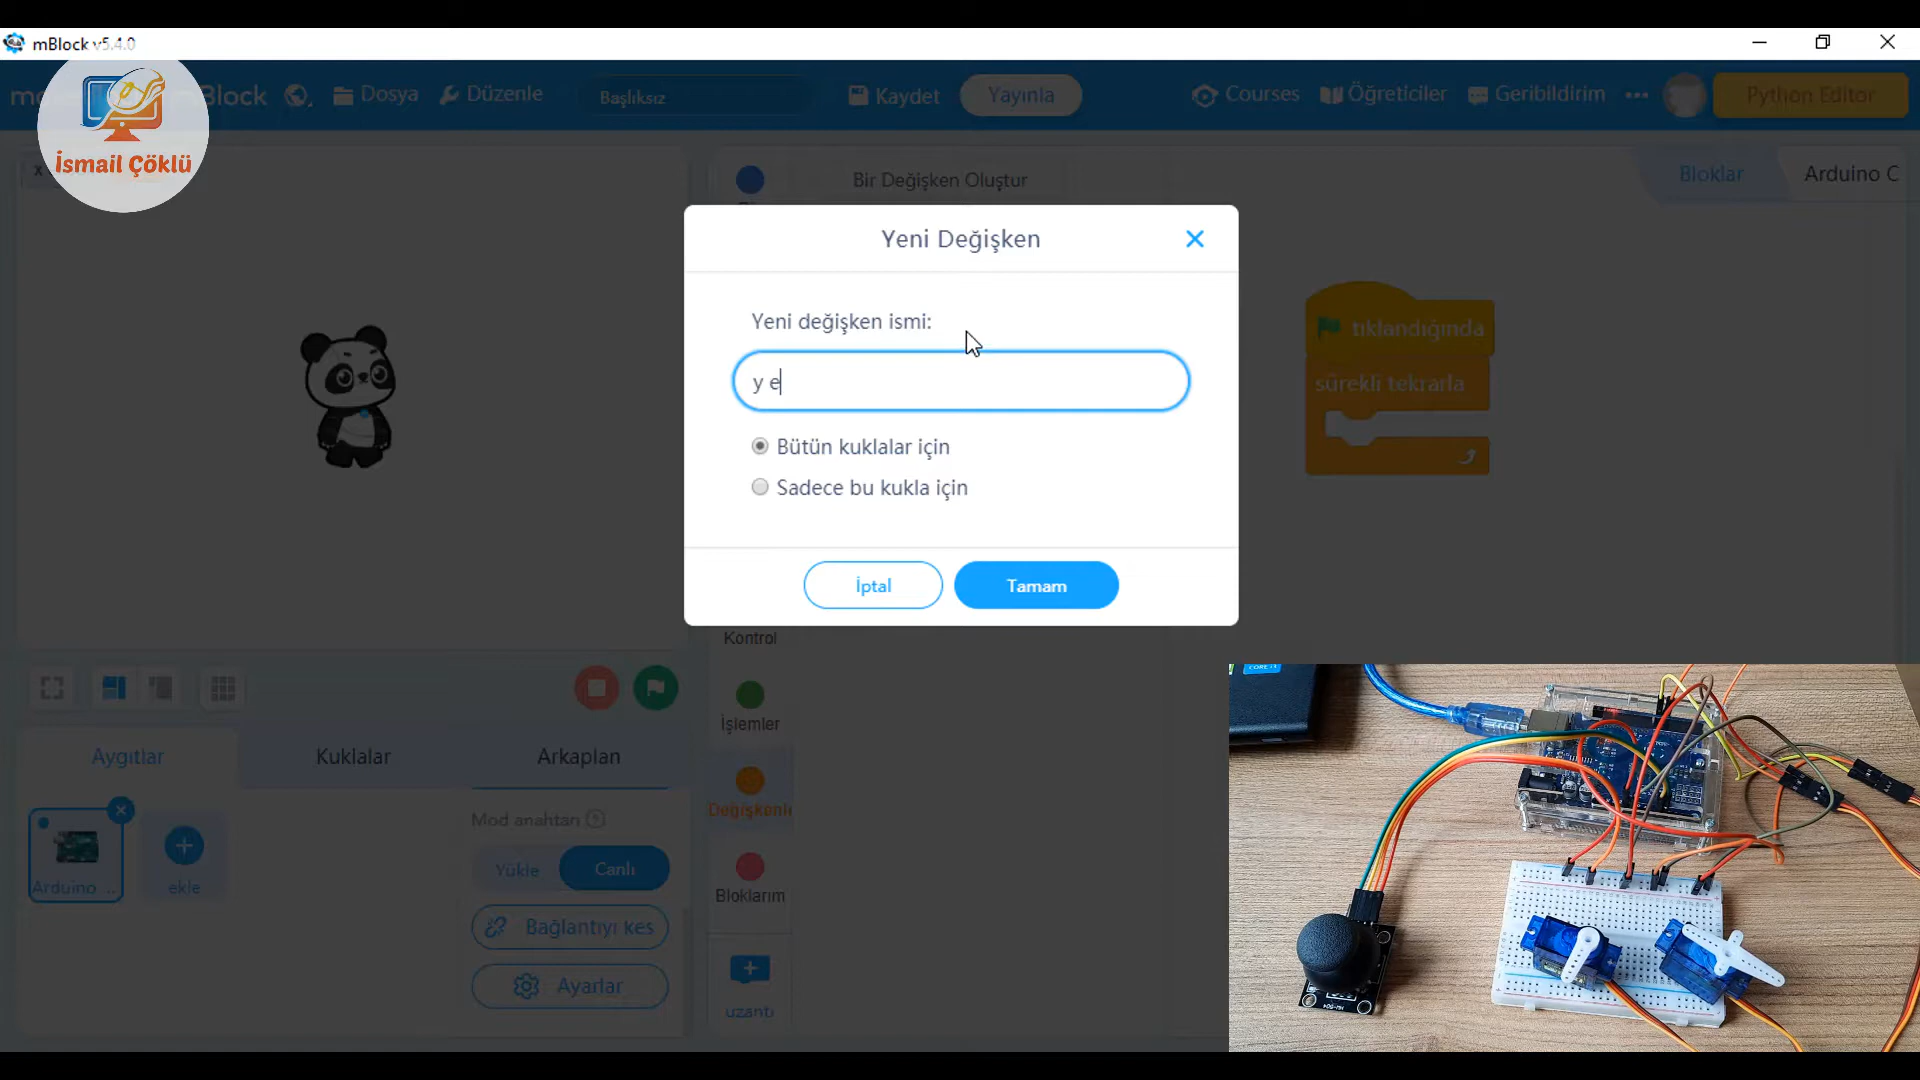 mBlock v5.4.0
Block
Dosya
Düzenle
Başlıksız
Kaydet
Yayınla
Courses
Öğreticiler
Geribildirim
Python Editor
İsmail Çöklü
x
Bir Değişken Oluştur
Bloklar
Arduino C
Yeni Değişken
Yeni değişken ismi:
y e
Bütün kuklalar için
Sadece bu kukla için
İptal
Tamam
tıklandığında
sürekli tekrarla
Kontrol
İşlemler
Değişkenl
Bloklarım
uzantı
Aygıtlar
Kuklalar
Arkaplan
Arduino ...
ekle
Mod anahtarı
Yükle
Canlı
Bağlantıyı kes
Ayarlar